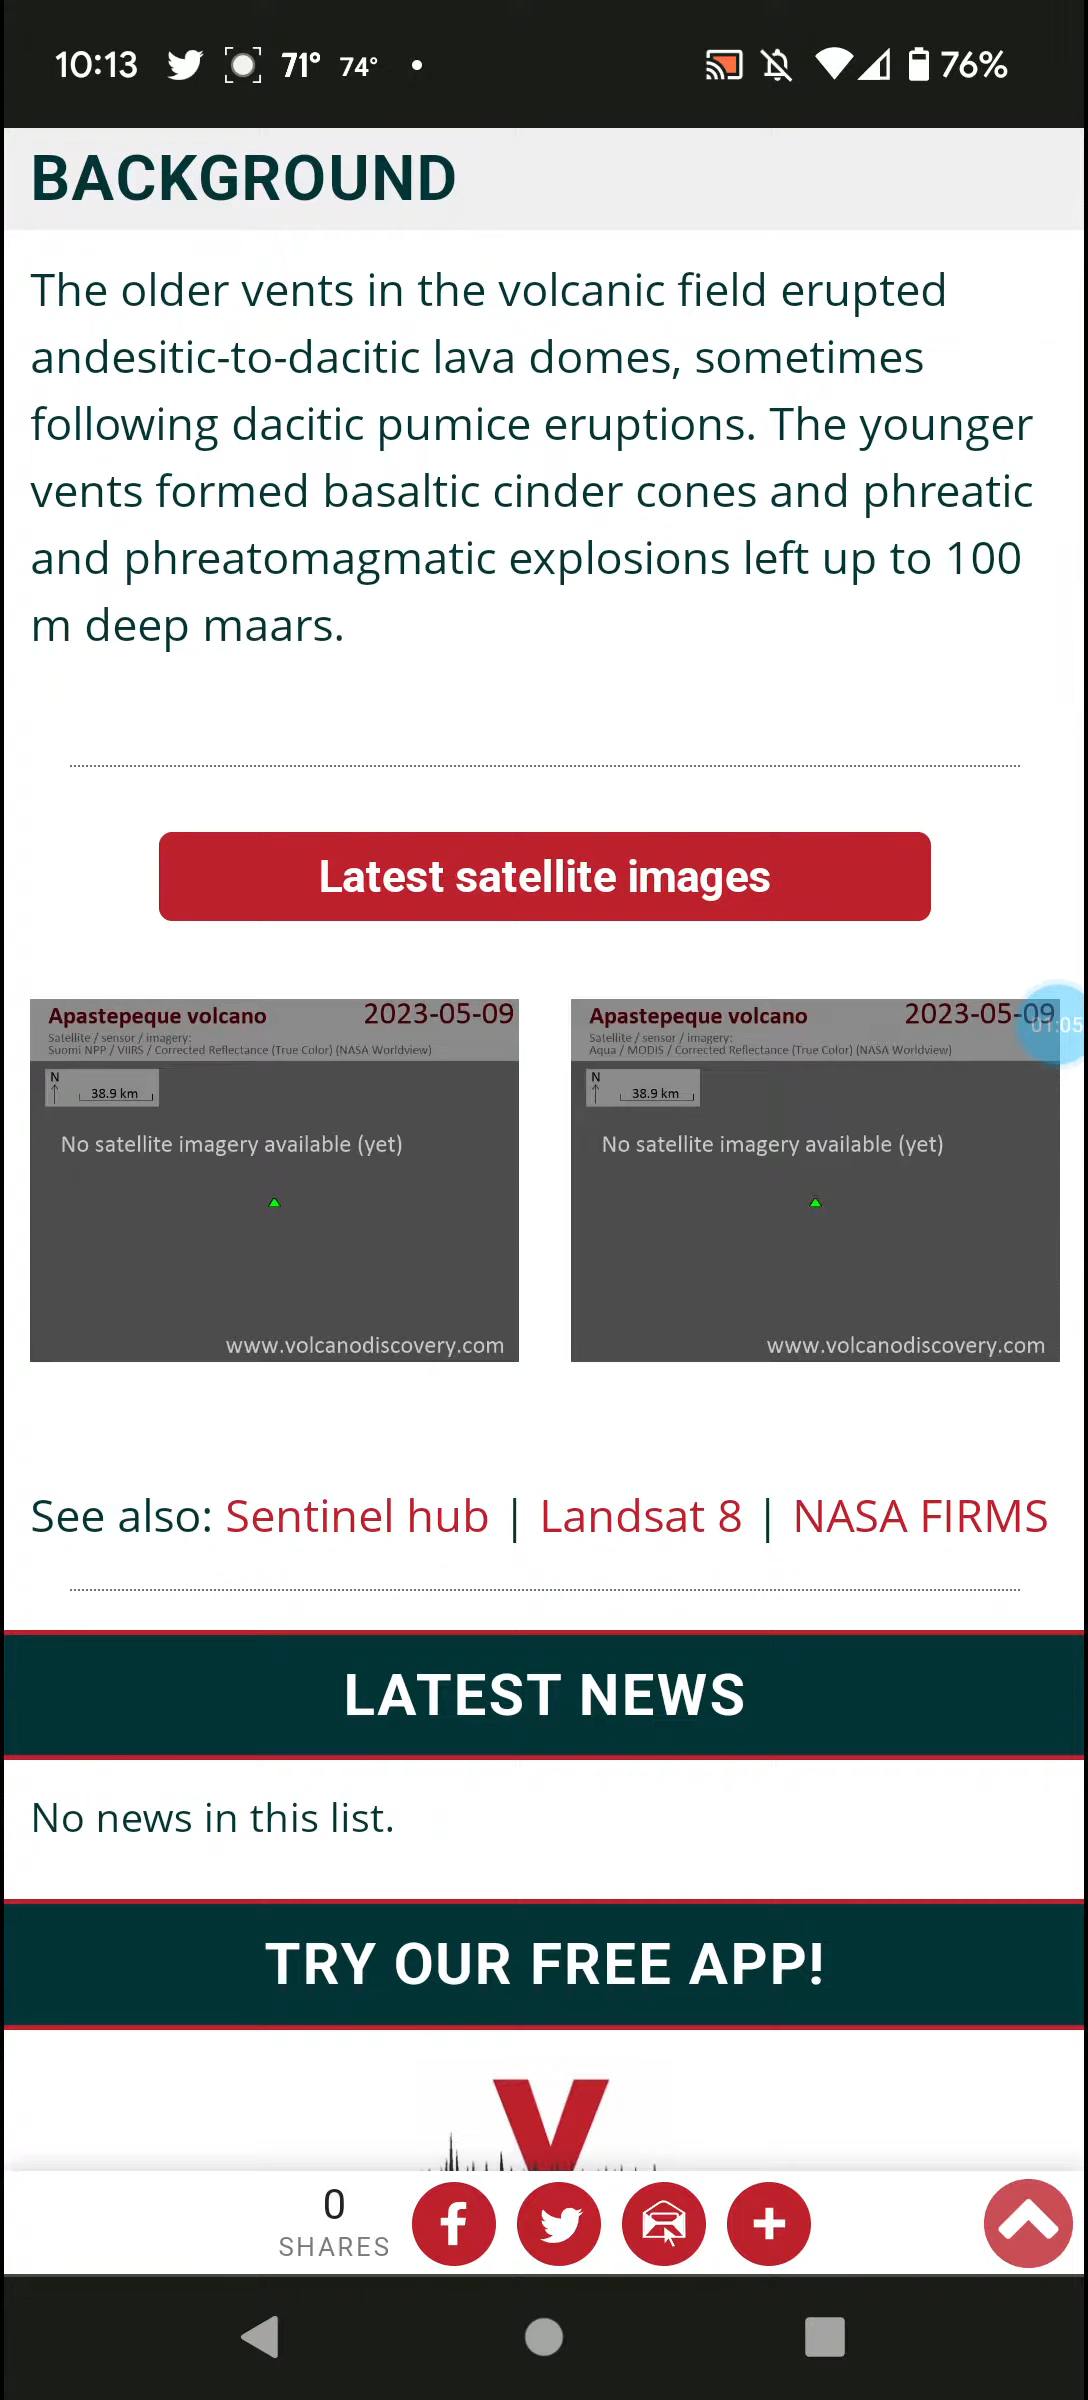 10:13 71° 74° 76%
BACKGROUND
The older vents in the volcanic field erupted
andesitic-to-dacitic lava domes, sometimes
following dacitic pumice eruptions. The younger
vents formed basaltic cinder cones and phreatic
and phreatomagmatic explosions left up to 100
m deep maars.
Latest satellite images
Apastepeque volcano 2023-05-09
Satellite / sensor / imagery:
Suomi NPP / VIIRS / Corrected Reflectance (True Color) (NASA Worldview)
N
38.9 km
No satellite imagery available (yet)
www.volcanodiscovery.com
Apastepeque volcano 2023-05-09
Satellite / sensor / imagery:
Aqua / MODIS / Corrected Reflectance (True Color) (NASA Worldview)
N
38.9 km
No satellite imagery available (yet)
www.volcanodiscovery.com
01:05
See also: Sentinel hub | Landsat 8 | NASA FIRMS
LATEST NEWS
No news in this list.
TRY OUR FREE APP!
V
0
SHARES